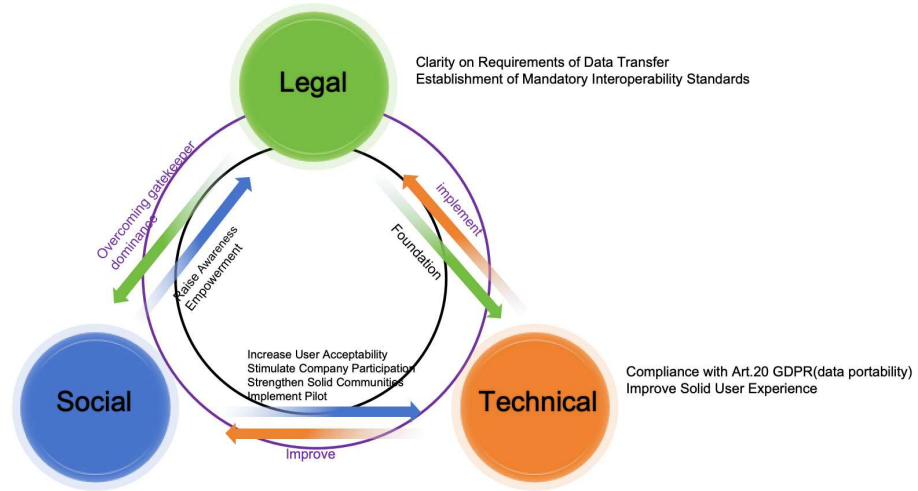 Legal
Clarity on Requirements of Data Transfer
Establishment of Mandatory Interoperability Standards
Overcoming gatekeeper
dominance
Raise Awareness
Empowerment
implement
Foundation
Increase User Acceptability
Stimulate Company Participation
Strengthen Solid Communities
Implement Pilot
Social
Technical
Compliance with Art.20 GDPR(data portability)
Improve Solid User Experience
Improve